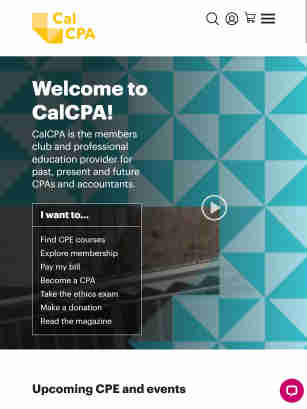 Cal
CPA
Welcome to
CalCPA!
CalCPA is the members
club and professional
education provider for
past, present and future
CPAs and accountants.
I want to...
Find CPE courses
Explore membership
Pay my bill
Become a CPA
Take the ethics exam
Make a donation
Read the magazine
Upcoming CPE and events